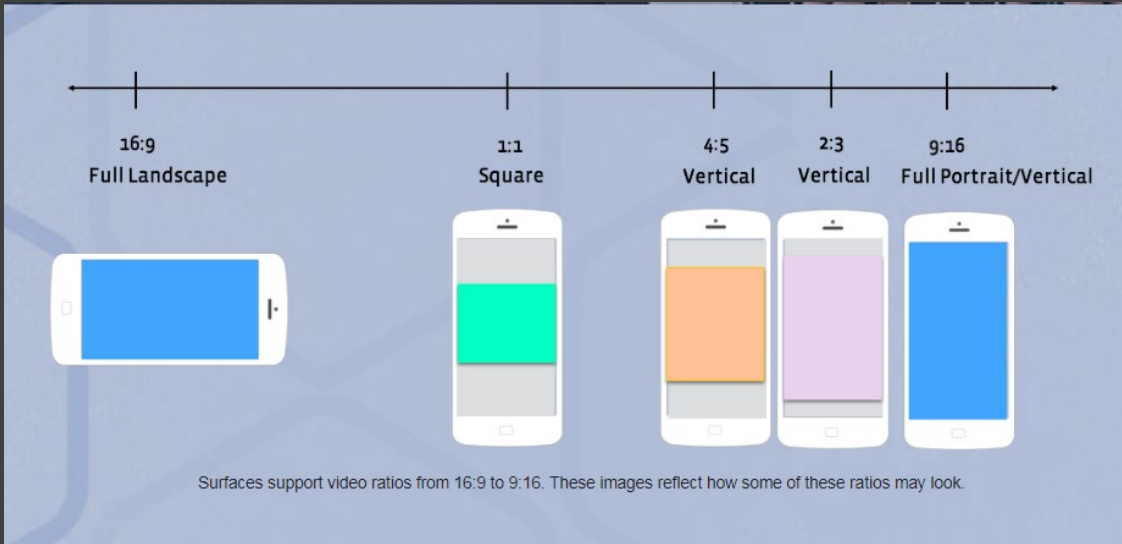 16:9 1:1 4:5 2:3 9:16
Full Landscape Square Vertical Vertical Full Portrait/Vertical
Surfaces support video ratios from 16:9 to 9:16. These images reflect how some of these ratios may look.